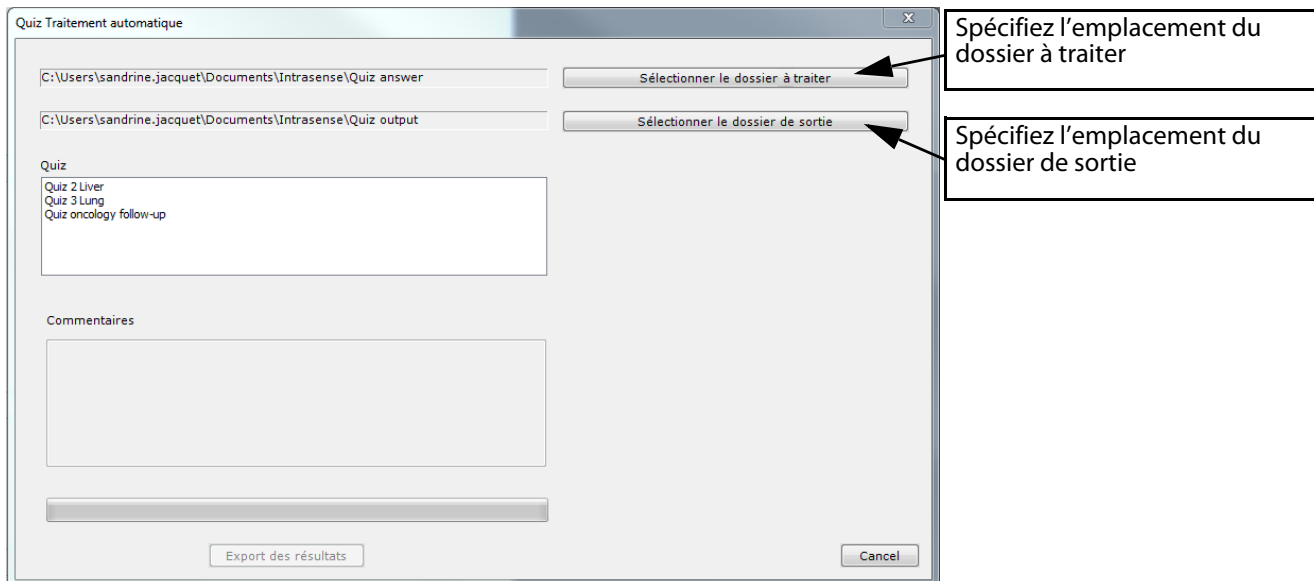 Quiz Traitement automatique
X
C:\Users\sandrine.jacquet\Documents\Intrasense\Quiz answer
Sélectionner le dossier à traiter
Spécifiez l'emplacement du
dossier à traiter
C:\Users\sandrine.jacquet\Documents\Intrasense\Quiz output
Sélectionner le dossier de sortie
Spécifiez l'emplacement du
dossier de sortie
Quiz
Quiz 2 Liver
Quiz 3 Lung
Quiz oncology follow-up
Commentaires
Export des résultats
Cancel